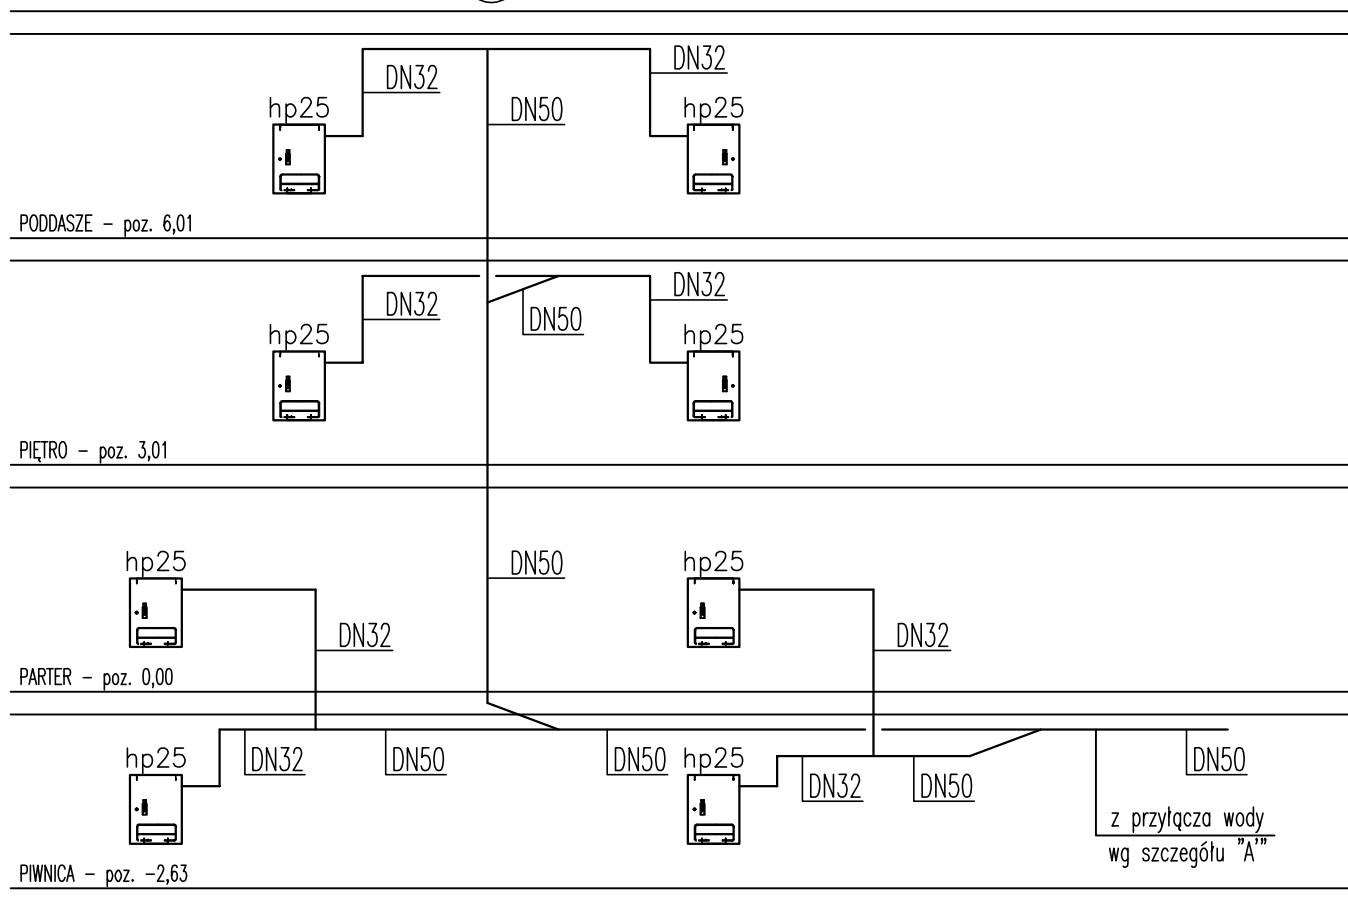 DN32
DN32
hp25
DN50
hp25
PODDASZE – poz. 6,01
DN32
DN32
DN50
hp25
hp25
PIĘTRO – poz. 3,01
hp25
DN50
hp25
DN32
DN32
PARTER – poz. 0,00
hp25
DN32
DN50
DN50
hp25
DN32
DN50
DN50
z przyłącza wody
wg szczegółu "A'"
PIWNICA – poz. –2,63